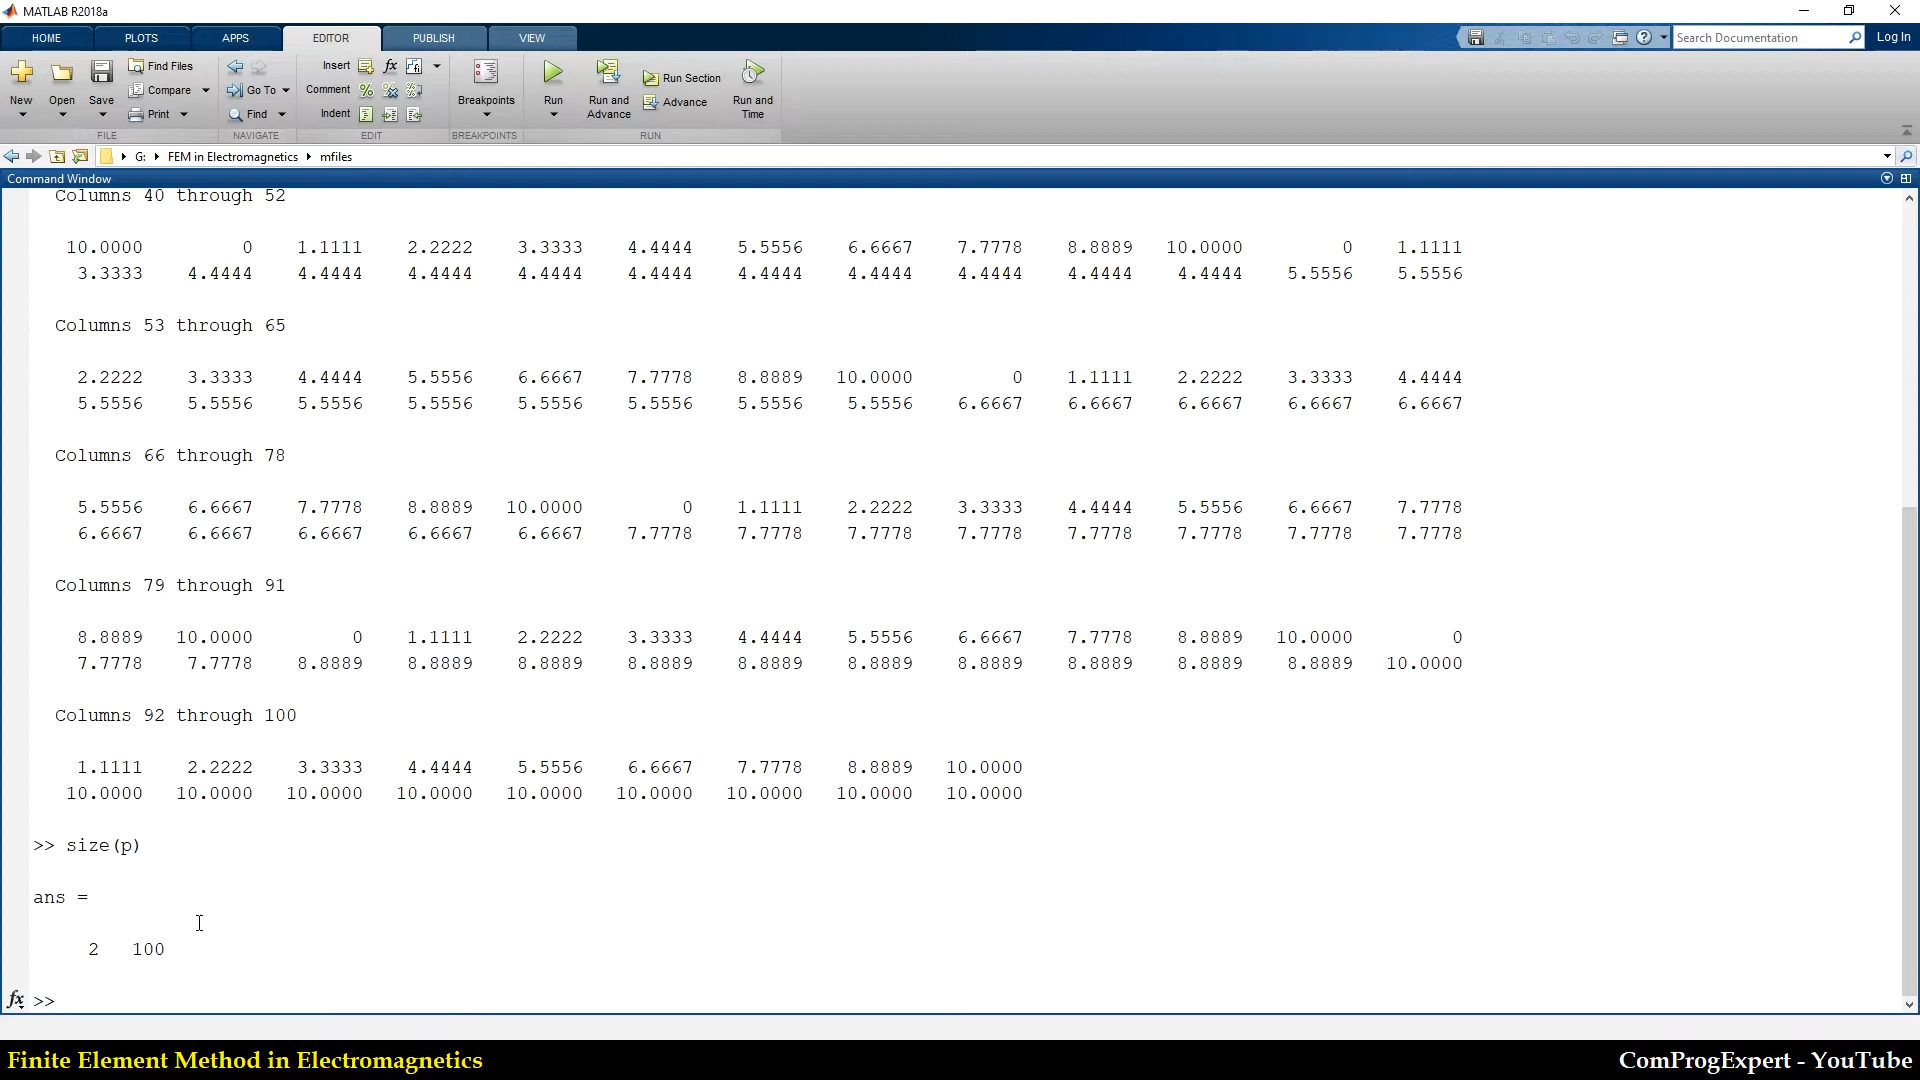 MATLAB R2018a
HOME PLOTS APPS EDITOR PUBLISH VIEW
Search Documentation
Log In
New Open Save
Find Files
Compare
Print
FILE
Go To
Find
NAVIGATE
Insert fx
Comment
Indent
EDIT
Breakpoints
BREAKPOINTS
Run
Run and Advance
Run Section
Advance
Run and Time
RUN
G: FEM in Electromagnetics mfiles
Command Window
Columns 40 through 52
10.0000 0 1.1111 2.2222 3.3333 4.4444 5.5556 6.6667 7.7778 8.8889 10.0000 0 1.1111
3.3333 4.4444 4.4444 4.4444 4.4444 4.4444 4.4444 4.4444 4.4444 4.4444 4.4444 5.5556 5.5556
Columns 53 through 65
2.2222 3.3333 4.4444 5.5556 6.6667 7.7778 8.8889 10.0000 0 1.1111 2.2222 3.3333 4.4444
5.5556 5.5556 5.5556 5.5556 5.5556 5.5556 5.5556 5.5556 6.6667 6.6667 6.6667 6.6667 6.6667
Columns 66 through 78
5.5556 6.6667 7.7778 8.8889 10.0000 0 1.1111 2.2222 3.3333 4.4444 5.5556 6.6667 7.7778
6.6667 6.6667 6.6667 6.6667 6.6667 7.7778 7.7778 7.7778 7.7778 7.7778 7.7778 7.7778 7.7778
Columns 79 through 91
8.8889 10.0000 0 1.1111 2.2222 3.3333 4.4444 5.5556 6.6667 7.7778 8.8889 10.0000 0
7.7778 7.7778 8.8889 8.8889 8.8889 8.8889 8.8889 8.8889 8.8889 8.8889 8.8889 8.8889 10.0000
Columns 92 through 100
1.1111 2.2222 3.3333 4.4444 5.5556 6.6667 7.7778 8.8889 10.0000
10.0000 10.0000 10.0000 10.0000 10.0000 10.0000 10.0000 10.0000 10.0000
>> size(p)
ans =
2 100
fx >>
Finite Element Method in Electromagnetics
ComProgExpert - YouTube